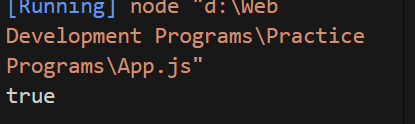 [Running] node "d:\Web
Development Programs\Practice
Programs\App.js"
true